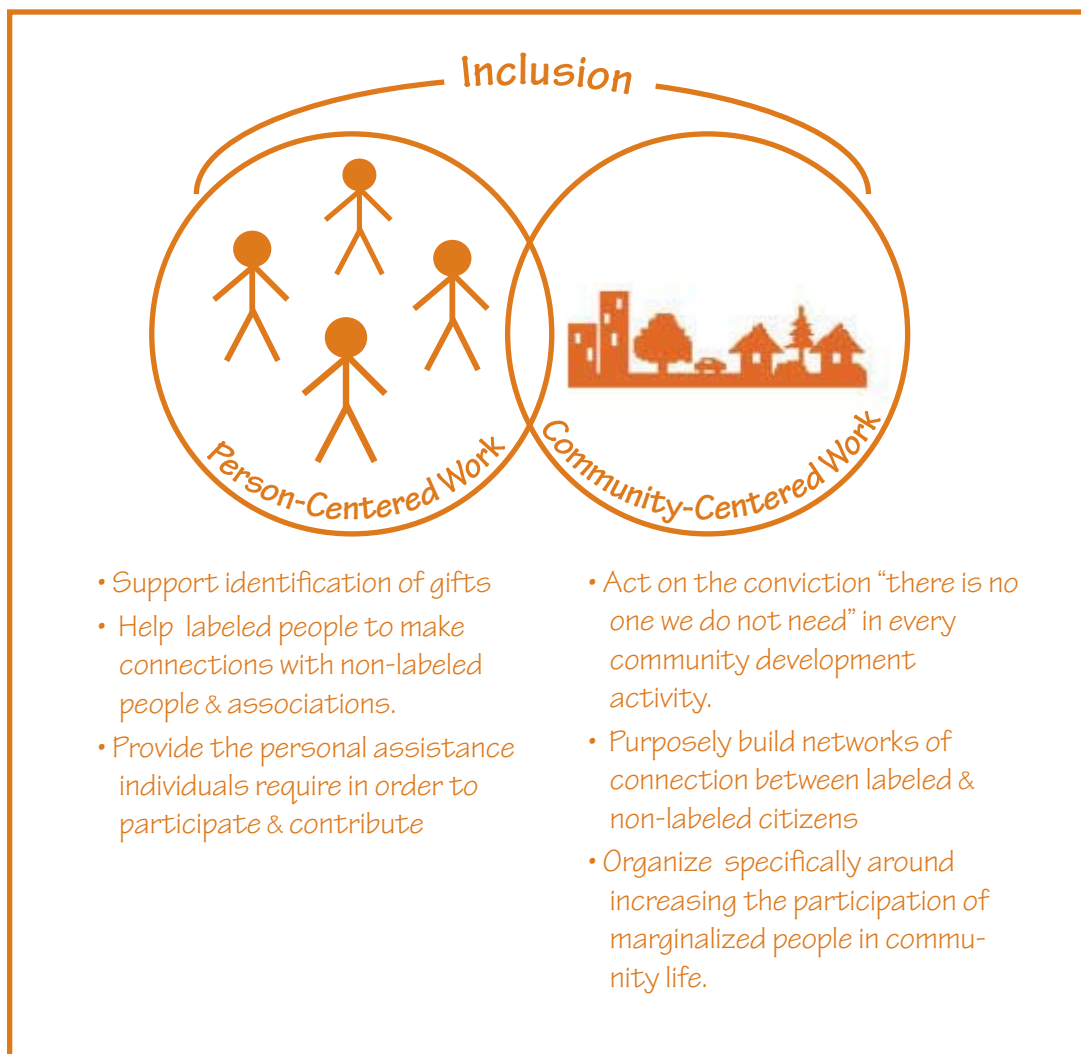 Inclusion
Person-Centered Work
Community-Centered Work
• Support identification of gifts
• Help labeled people to make
connections with non-labeled
people & associations.
• Provide the personal assistance
individuals require in order to
participate & contribute
• Act on the conviction “there is no
one we do not need” in every
community development
activity.
• Purposely build networks of
connection between labeled &
non-labeled citizens
• Organize specifically around
increasing the participation of
marginalized people in commu-
nity life.